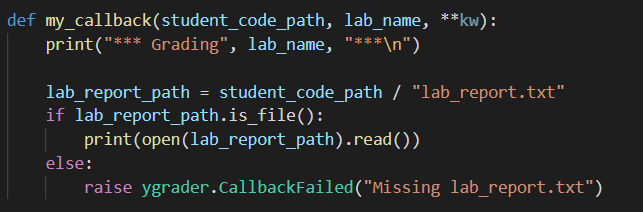 def my_callback(student_code_path, lab_name, **kw):
    print("*** Grading", lab_name, "***\n")

    lab_report_path = student_code_path / "lab_report.txt"
    if lab_report_path.is_file():
        print(open(lab_report_path).read())
    else:
        raise ygrader.CallbackFailed("Missing lab_report.txt")